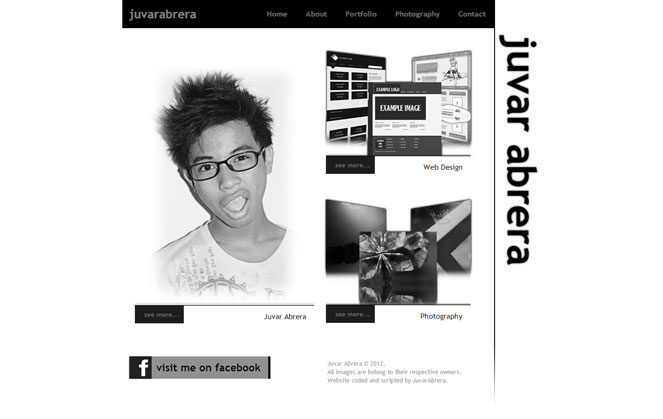 juvarabrera
Home About Portfolio Photography Contact
juvar abrera
EXAMPLE LOGO
EXAMPLE IMAGE
see more...
Web Design
see more...
Juvar Abrera
see more...
Photography
f visit me on facebook
Juvar Abrera © 2012.
All Images are belong to their respective owners.
Website coded and scripted by JuvarAbrera.